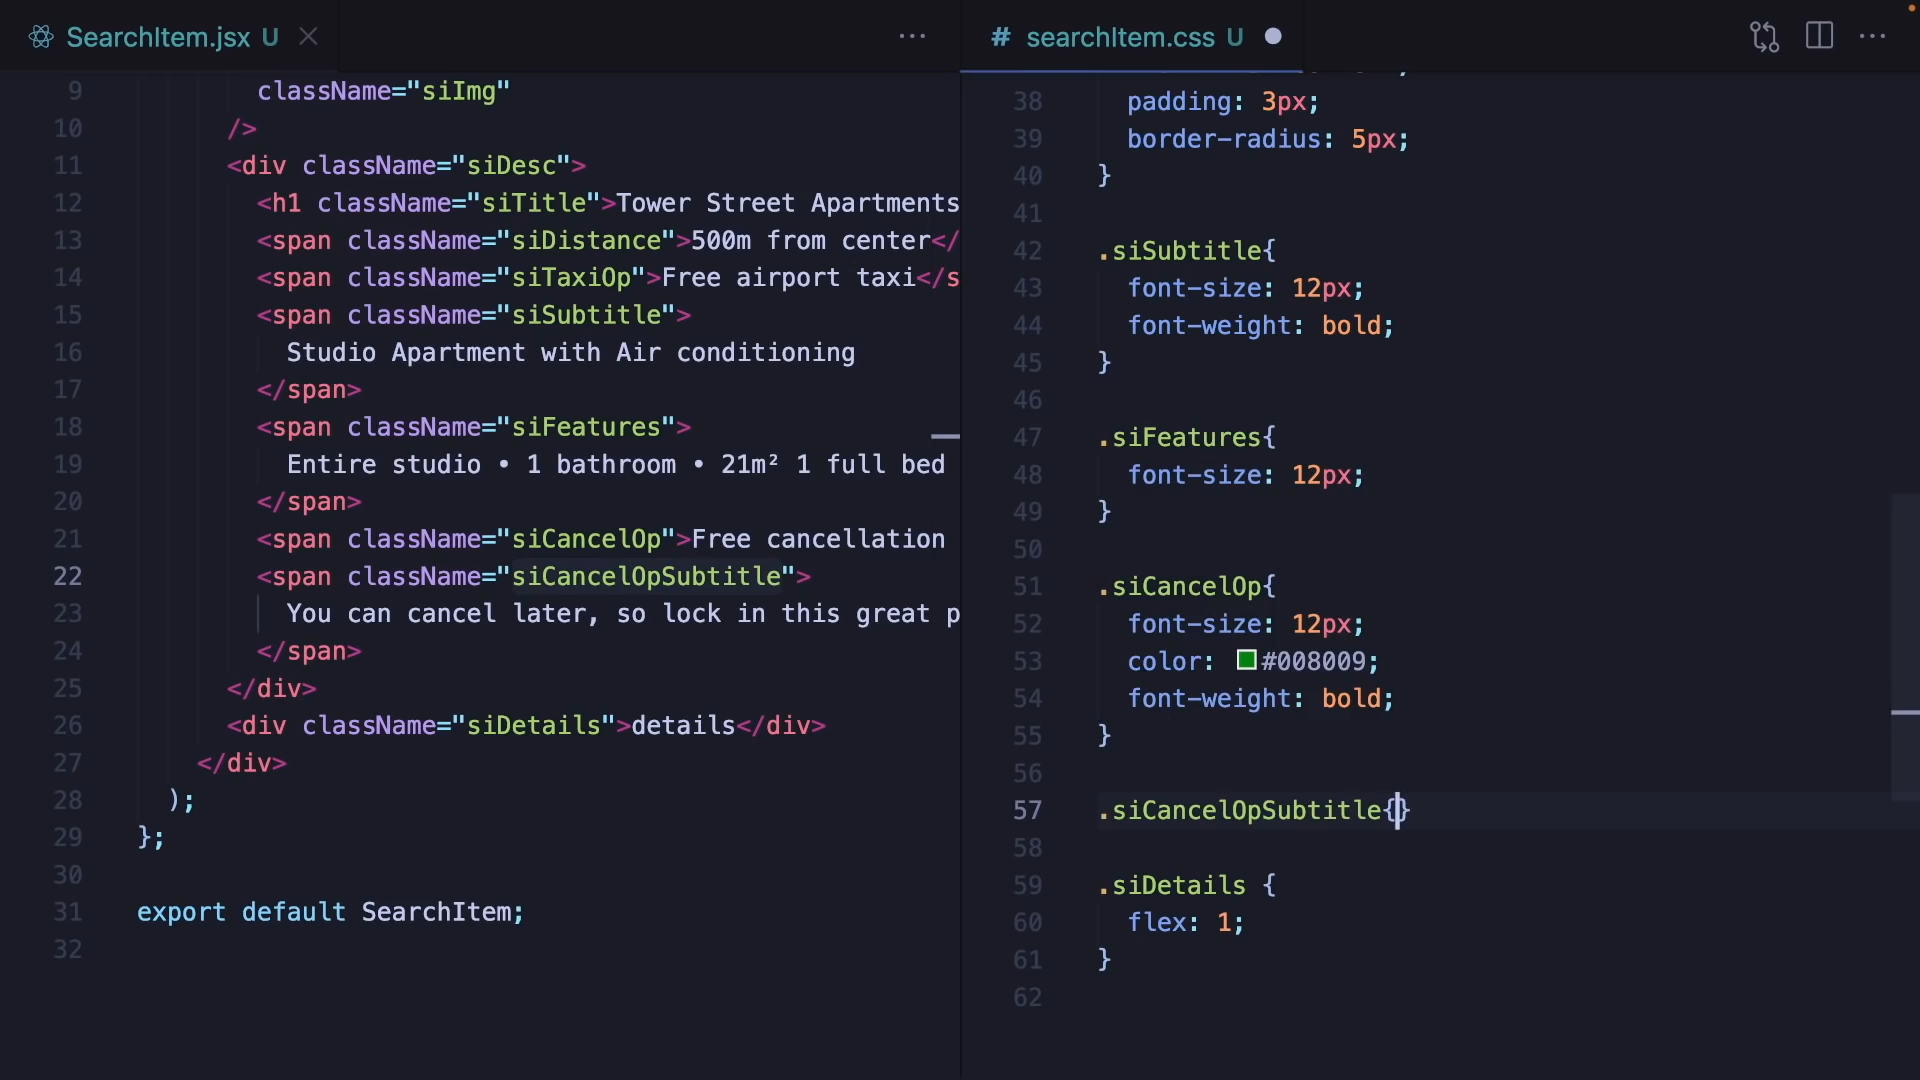 SearchItem.jsx U
9 className="siImg"
10 />
11 <div className="siDesc">
12 <h1 className="siTitle">Tower Street Apartments
13 <span className="siDistance">500m from center</
14 <span className="siTaxiOp">Free airport taxi</s
15 <span className="siSubtitle">
16 Studio Apartment with Air conditioning
17 </span>
18 <span className="siFeatures">
19 Entire studio • 1 bathroom • 21m² 1 full bed
20 </span>
21 <span className="siCancelOp">Free cancellation
22 <span className="siCancelOpSubtitle">
23 You can cancel later, so lock in this great p
24 </span>
25 </div>
26 <div className="siDetails">details</div>
27 </div>
28 );
29 };
30
31 export default SearchItem;
32
# searchItem.css U
38 padding: 3px;
39 border-radius: 5px;
40 }
41
42 .siSubtitle{
43 font-size: 12px;
44 font-weight: bold;
45 }
46
47 .siFeatures{
48 font-size: 12px;
49 }
50
51 .siCancelOp{
52 font-size: 12px;
53 color: #008009;
54 font-weight: bold;
55 }
56
57 .siCancelOpSubtitle{}
58
59 .siDetails {
60 flex: 1;
61 }
62